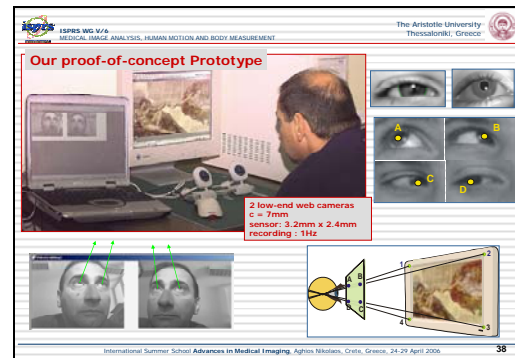 isprs
ISPRS WG V/6
MEDICAL IMAGE ANALYSIS, HUMAN MOTION AND BODY MEASUREMENT
The Aristotle University
Thessaloniki, Greece
Our proof-of-concept Prototype
A
B
C
D
2 low-end web cameras
c = 7mm
sensor: 3.2mm x 2.4mm
recording : 1Hz
1
2
A
B
D
C
4
3
International Summer School Advances in Medical Imaging, Aghios Nikolaos, Crete, Greece, 24-29 April 2006
38